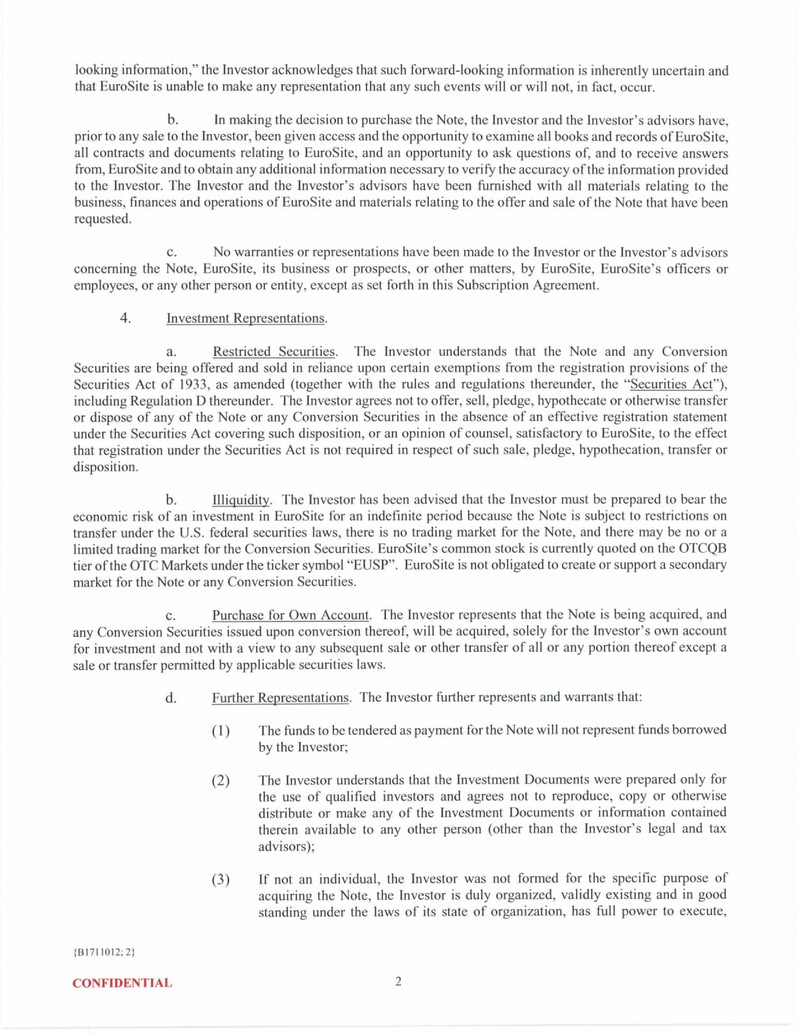 looking information,” the Investor acknowledges that such forward-looking information is inherently uncertain and
that EuroSite is unable to make any representation that any such events will or will not, in fact, occur.
b. In making the decision to purchase the Note, the Investor and the Investor’s advisors have,
prior to any sale to the Investor, been given access and the opportunity to examine all books and records of EuroSite,
all contracts and documents relating to EuroSite, and an opportunity to ask questions of, and to receive answers
from, EuroSite and to obtain any additional information necessary to verify the accuracy of the information provided
to the Investor. The Investor and the Investor’s advisors have been furnished with all materials relating to the
business, finances and operations of EuroSite and materials relating to the offer and sale of the Note that have been
requested.
c. No warranties or representations have been made to the Investor or the Investor’s advisors
concerning the Note, EuroSite, its business or prospects, or other matters, by EuroSite, EuroSite’s officers or
employees, or any other person or entity, except as set forth in this Subscription Agreement.
4. Investment Representations.
a. Restricted Securities. The Investor understands that the Note and any Conversion
Securities are being offered and sold in reliance upon certain exemptions from the registration provisions of the
Securities Act of 1933, as amended (together with the rules and regulations thereunder, the “Securities Act”),
including Regulation D thereunder. The Investor agrees not to offer, sell, pledge, hypothecate or otherwise transfer
or dispose of any of the Note or any Conversion Securities in the absence of an effective registration statement
under the Securities Act covering such disposition, or an opinion of counsel, satisfactory to EuroSite, to the effect
that registration under the Securities Act is not required in respect of such sale, pledge, hypothecation, transfer or
disposition.
b. Illiquidity. The Investor has been advised that the Investor must be prepared to bear the
economic risk of an investment in EuroSite for an indefinite period because the Note is subject to restrictions on
transfer under the U.S. federal securities laws, there is no trading market for the Note, and there may be no or a
limited trading market for the Conversion Securities. EuroSite’s common stock is currently quoted on the OTCQB
tier of the OTC Markets under the ticker symbol “EUSP”. EuroSite is not obligated to create or support a secondary
market for the Note or any Conversion Securities.
c. Purchase for Own Account. The Investor represents that the Note is being acquired, and
any Conversion Securities issued upon conversion thereof, will be acquired, solely for the Investor’s own account
for investment and not with a view to any subsequent sale or other transfer of all or any portion thereof except a
sale or transfer permitted by applicable securities laws.
d. Further Representations. The Investor further represents and warrants that:
(1) The funds to be tendered as payment for the Note will not represent funds borrowed
by the Investor;
(2) The Investor understands that the Investment Documents were prepared only for
the use of qualified investors and agrees not to reproduce, copy or otherwise
distribute or make any of the Investment Documents or information contained
therein available to any other person (other than the Investor’s legal and tax
advisors);
(3) If not an individual, the Investor was not formed for the specific purpose of
acquiring the Note, the Investor is duly organized, validly existing and in good
standing under the laws of its state of organization, has full power to execute,
{B1711012; 2}
CONFIDENTIAL 2